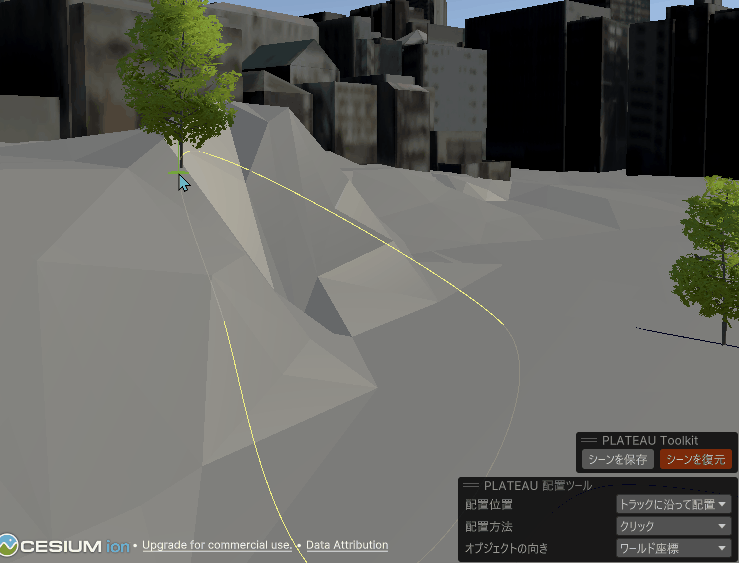 PLATEAU Toolkit
シーンを保存 シーンを復元
PLATEAU 配置ツール
配置位置 トラックに沿って配置
配置方法 クリック
オブジェクトの向き ワールド座標
CESIUM ion • Upgrade for commercial use. • Data Attribution